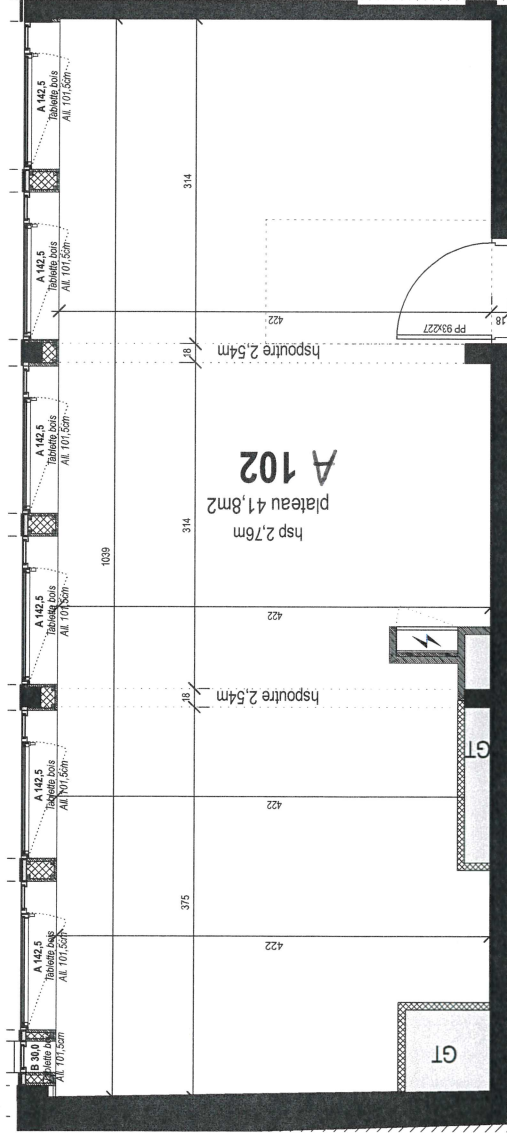 A 142,5
Tablette bois
All. 101,5cm
A 142,5
Tablette bois
All. 101,5cm
314
422
18
PP 93x227
hspoutre 2,54m
18
A 142,5
Tablette bois
All. 101,5cm
A 102
plateau 41,8m2
hsp 2,76m
314
1039
A 142,5
Tablette bois
All. 101,5cm
422
hspoutre 2,54m
18
GT
A 142,5
Tablette bois
All. 101,5cm
422
375
A 142,5
Tablette bois
All. 101,5cm
422
B 30,0
Tablette bois
All. 101,5cm
GT